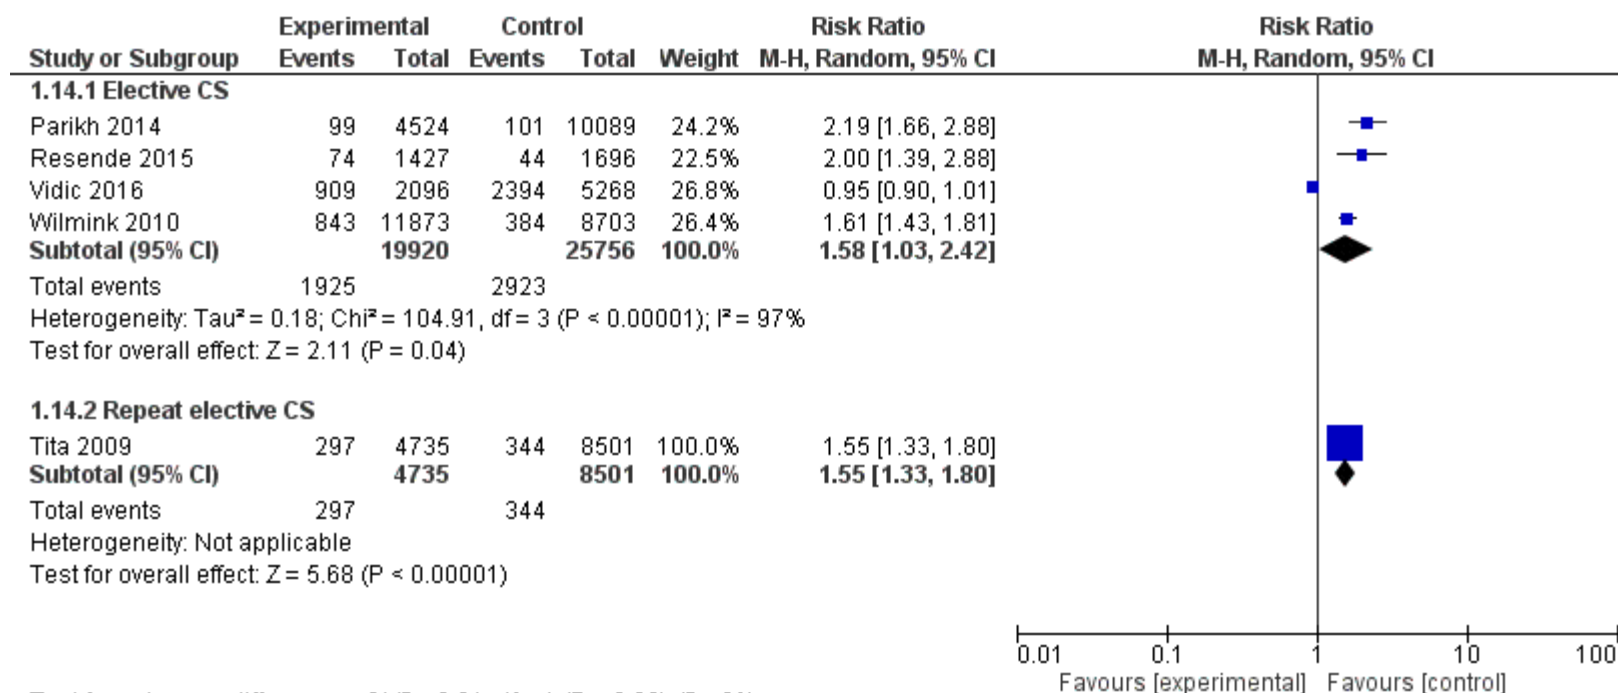 Experimental Control Risk Ratio Risk Ratio
Study or Subgroup Events Total Events Total Weight M-H, Random, 95% CI M-H, Random, 95% CI
1.14.1 Elective CS
Parikh 2014 99 4524 101 10089 24.2% 2.19 [1.66, 2.88]
Resende 2015 74 1427 44 1696 22.5% 2.00 [1.39, 2.88]
Vidic 2016 909 2096 2394 5268 26.8% 0.95 [0.90, 1.01]
Wilmink 2010 843 11873 384 8703 26.4% 1.61 [1.43, 1.81]
Subtotal (95% CI) 19920 25756 100.0% 1.58 [1.03, 2.42]
Total events 1925 2923
Heterogeneity: Tau² = 0.18; Chi² = 104.91, df = 3 (P < 0.00001); I² = 97%
Test for overall effect: Z = 2.11 (P = 0.04)
1.14.2 Repeat elective CS
Tita 2009 297 4735 344 8501 100.0% 1.55 [1.33, 1.80]
Subtotal (95% CI) 4735 8501 100.0% 1.55 [1.33, 1.80]
Total events 297 344
Heterogeneity: Not applicable
Test for overall effect: Z = 5.68 (P < 0.00001)
0.01 0.1 1 10 100
Favours [experimental] Favours [control]